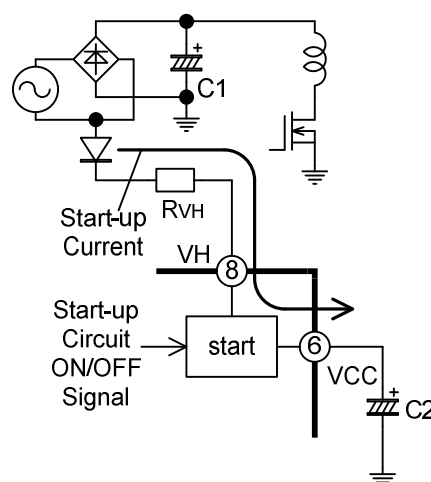 +
C1
RVH
Start-up
Current
VH
8
Start-up
Circuit
ON/OFF
Signal
start
6
VCC
+
C2